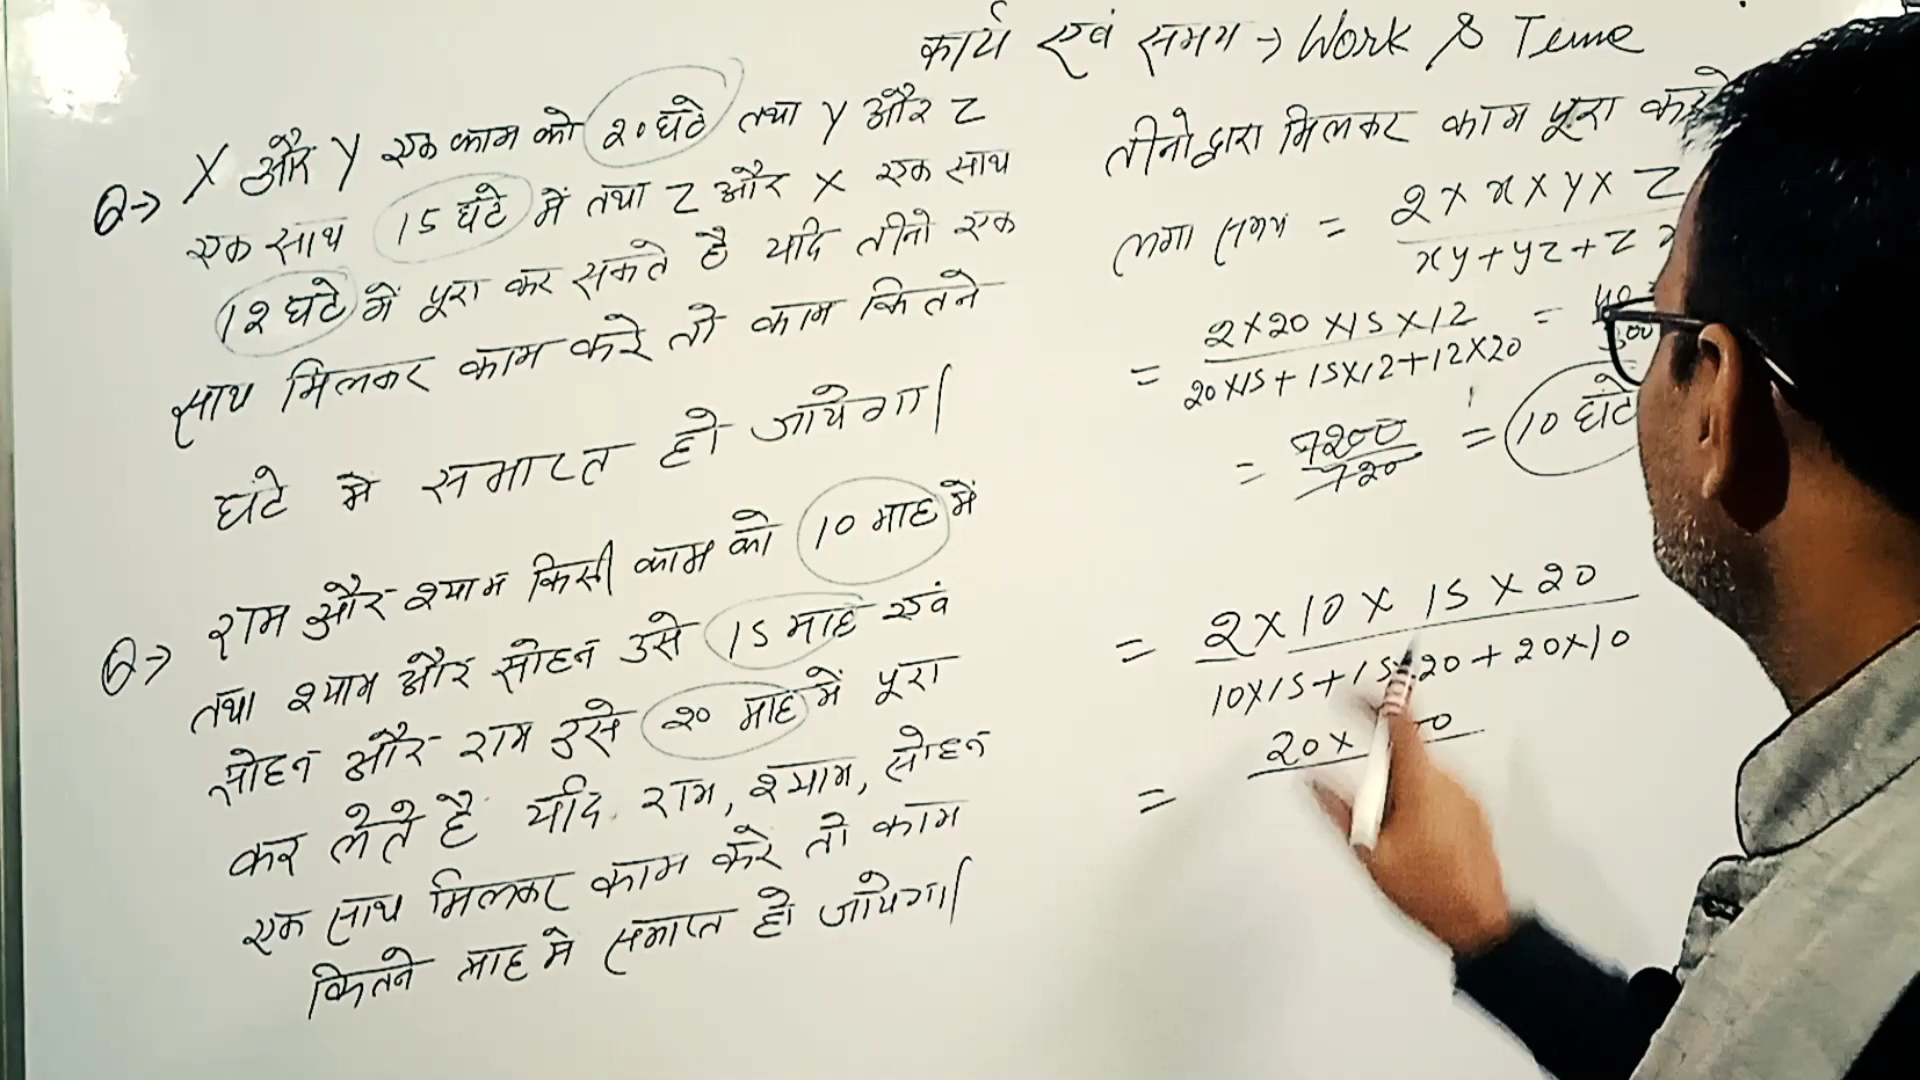 कार्य एवं समय → Work & Time
Q→ X और Y एक काम को 20 घंटे तथा Y और Z
एक साथ 15 घंटे में तथा Z और X एक साथ
12 घंटे में पूरा कर सकते है यदि तीनो एक
साथ मिलकर काम करे तो काम कितने
घंटे मे समाप्त हो जायेगा।
Q→ राम और श्याम किसी काम को 10 माह में
तथा श्याम और सोहन उसे 15 माह एवं
सोहन और राम उसे 20 माह में पूरा
कर लेते है यदि राम, श्याम, सोहन
एक साथ मिलकर काम करे तो काम
कितने माह मे समाप्त हो जायेगा।
तीनो द्वारा मिलकर काम पूरा
लगा समय = 2 × x × y × Z
xy + yz + z
= 2×20×15×12
20×15 + 15×12 + 12×20 =
= 7200
720 = 10 घंटे
= 2 × 10 × 15 × 20
10×15 + 15×20 + 20×10
= 20×